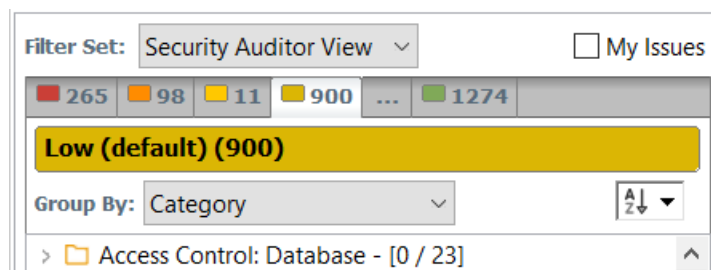 Filter Set: Security Auditor View My Issues
265 98 11 900 ... 1274
Low (default) (900)
Group By: Category A Z
Access Control: Database - [0 / 23]